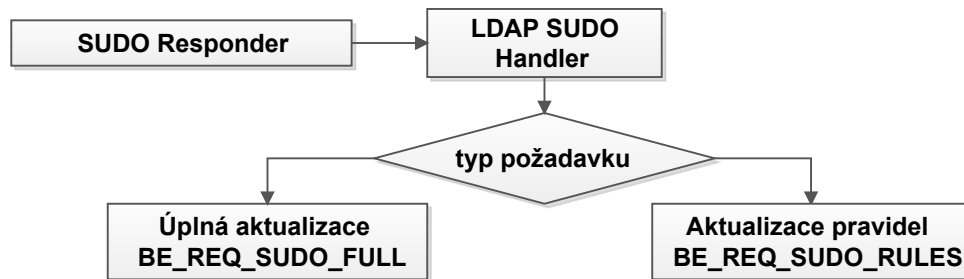 SUDO Responder
LDAP SUDO
Handler
typ požadavku
Úplná aktualizace
BE_REQ_SUDO_FULL
Aktualizace pravidel
BE_REQ_SUDO_RULES